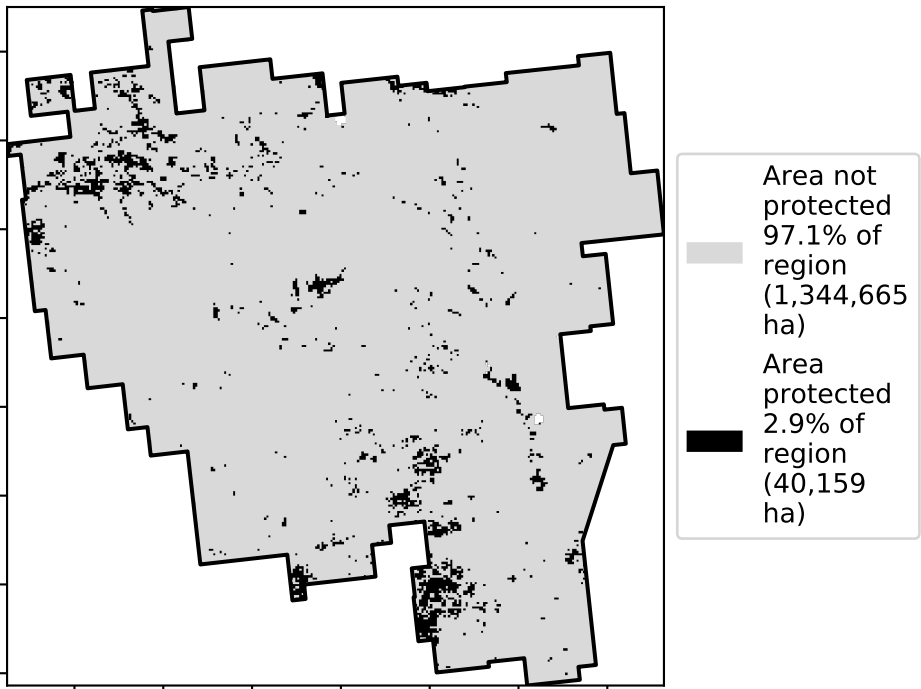 Area not
protected
97.1% of
region
(1,344,665
ha)
Area
protected
2.9% of
region
(40,159
ha)